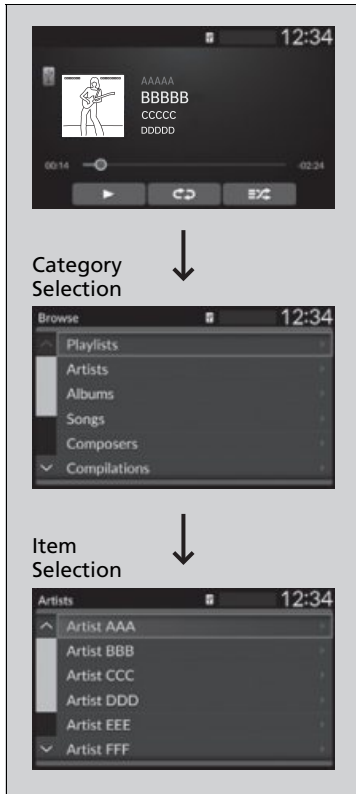 12:34
AAAAA
BBBBB
CCCCC
DDDDD
00:14 -02:24
Category
Selection
Browse 12:34
Playlists
Artists
Albums
Songs
Composers
Compilations
Item
Selection
Artists 12:34
Artist AAA
Artist BBB
Artist CCC
Artist DDD
Artist EEE
Artist FFF